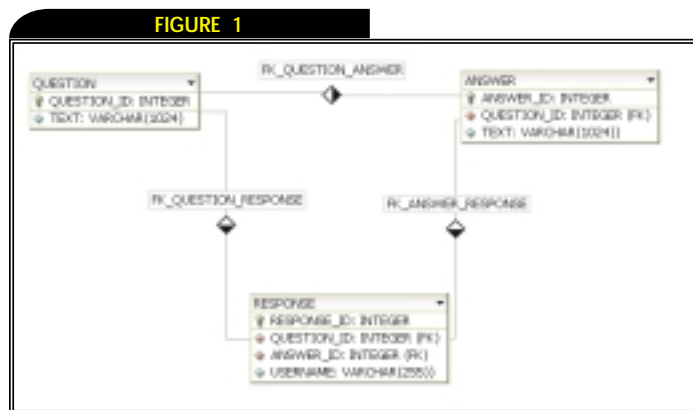 FIGURE 1
FK_QUESTION_ANSWER
QUESTION
QUESTION_ID: INTEGER
TEXT: VARCHAR(1024)
ANSWER
ANSWER_ID: INTEGER
QUESTION_ID: INTEGER (FK)
TEXT: VARCHAR(1024))
FK_QUESTION_RESPONSE
FK_ANSWER_RESPONSE
RESPONSE
RESPONSE_ID: INTEGER
QUESTION_ID: INTEGER (FK)
ANSWER_ID: INTEGER (FK)
USERNAME: VARCHAR(255))